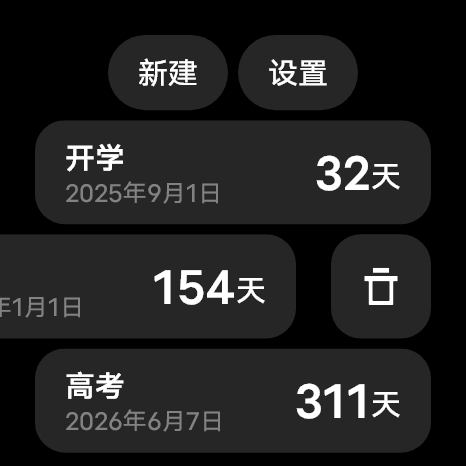 新建 设置
开学
32天
2025年9月1日
154天
年1月1日
高考
311天
2026年6月7日